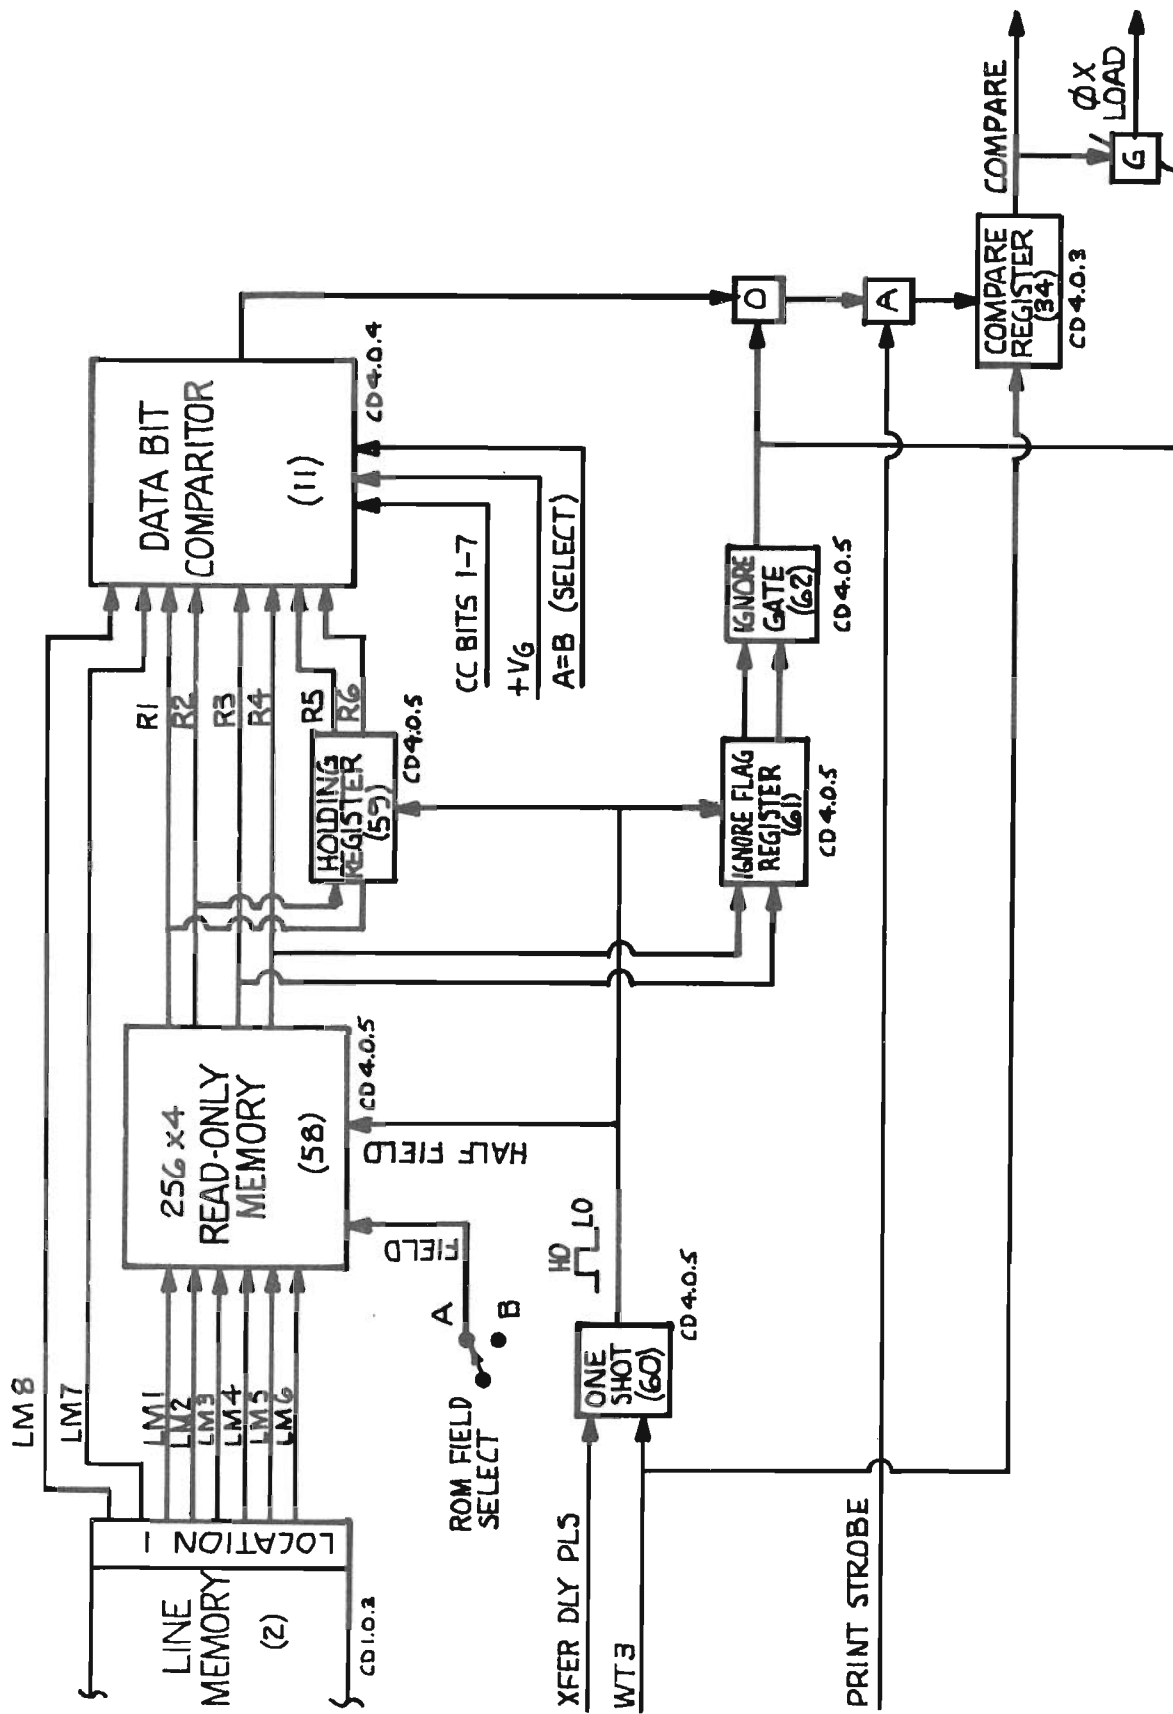 LM8
LM7
LINE
MEMORY
(2)
CD1.0.2
LOCATION 1
LM1
LM2
LM3
LM4
LM5
LM6
256x4
READ-ONLY
MEMORY
(58)
CD4.0.5
R1
R2
R3
R4
R5
R6
HOLDING
REGISTER
(59)
CD4.0.5
DATA BIT
COMPARITOR
(11)
CD4.0.4
ROM FIELD
SELECT
A
B
FIELD
HALF FIELD
CC BITS 1-7
+VG
A=B (SELECT)
XFER DLY PLS
WT3
ONE
SHOT
(60)
CD4.0.5
HO
LO
IGNORE FLAG
REGISTER
(61)
CD4.0.5
IGNORE
GATE
(62)
CD4.0.5
O
A
PRINT STROBE
COMPARE
REGISTER
(34)
CD4.0.3
COMPARE
G
ØX
LOAD